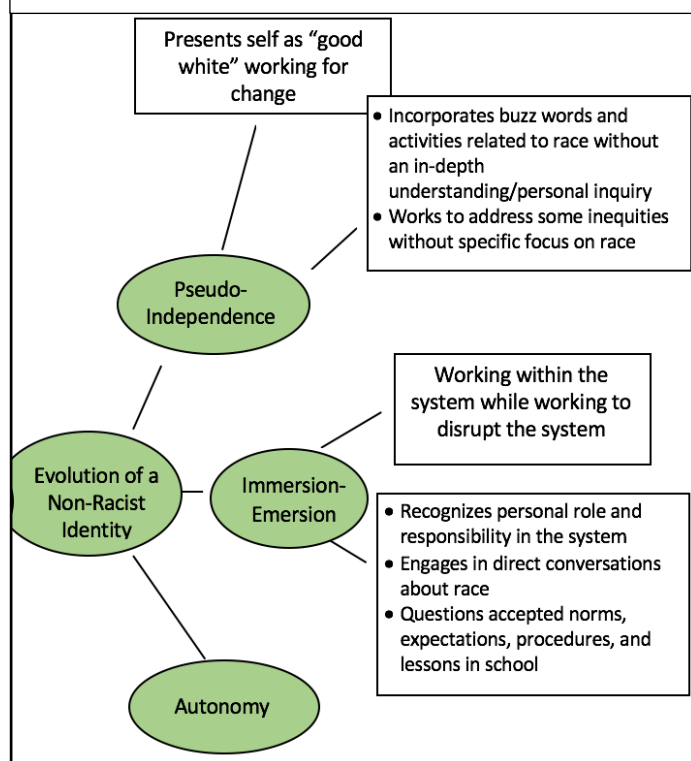 Presents self as “good
white” working for
change
• Incorporates buzz words and
activities related to race without
an in-depth
understanding/personal inquiry
• Works to address some inequities
without specific focus on race
Pseudo-
Independence
Working within the
system while working to
disrupt the system
Evolution of a
Non-Racist
Identity
Immersion-
Emersion
• Recognizes personal role and
responsibility in the system
• Engages in direct conversations
about race
• Questions accepted norms,
expectations, procedures, and
lessons in school
Autonomy